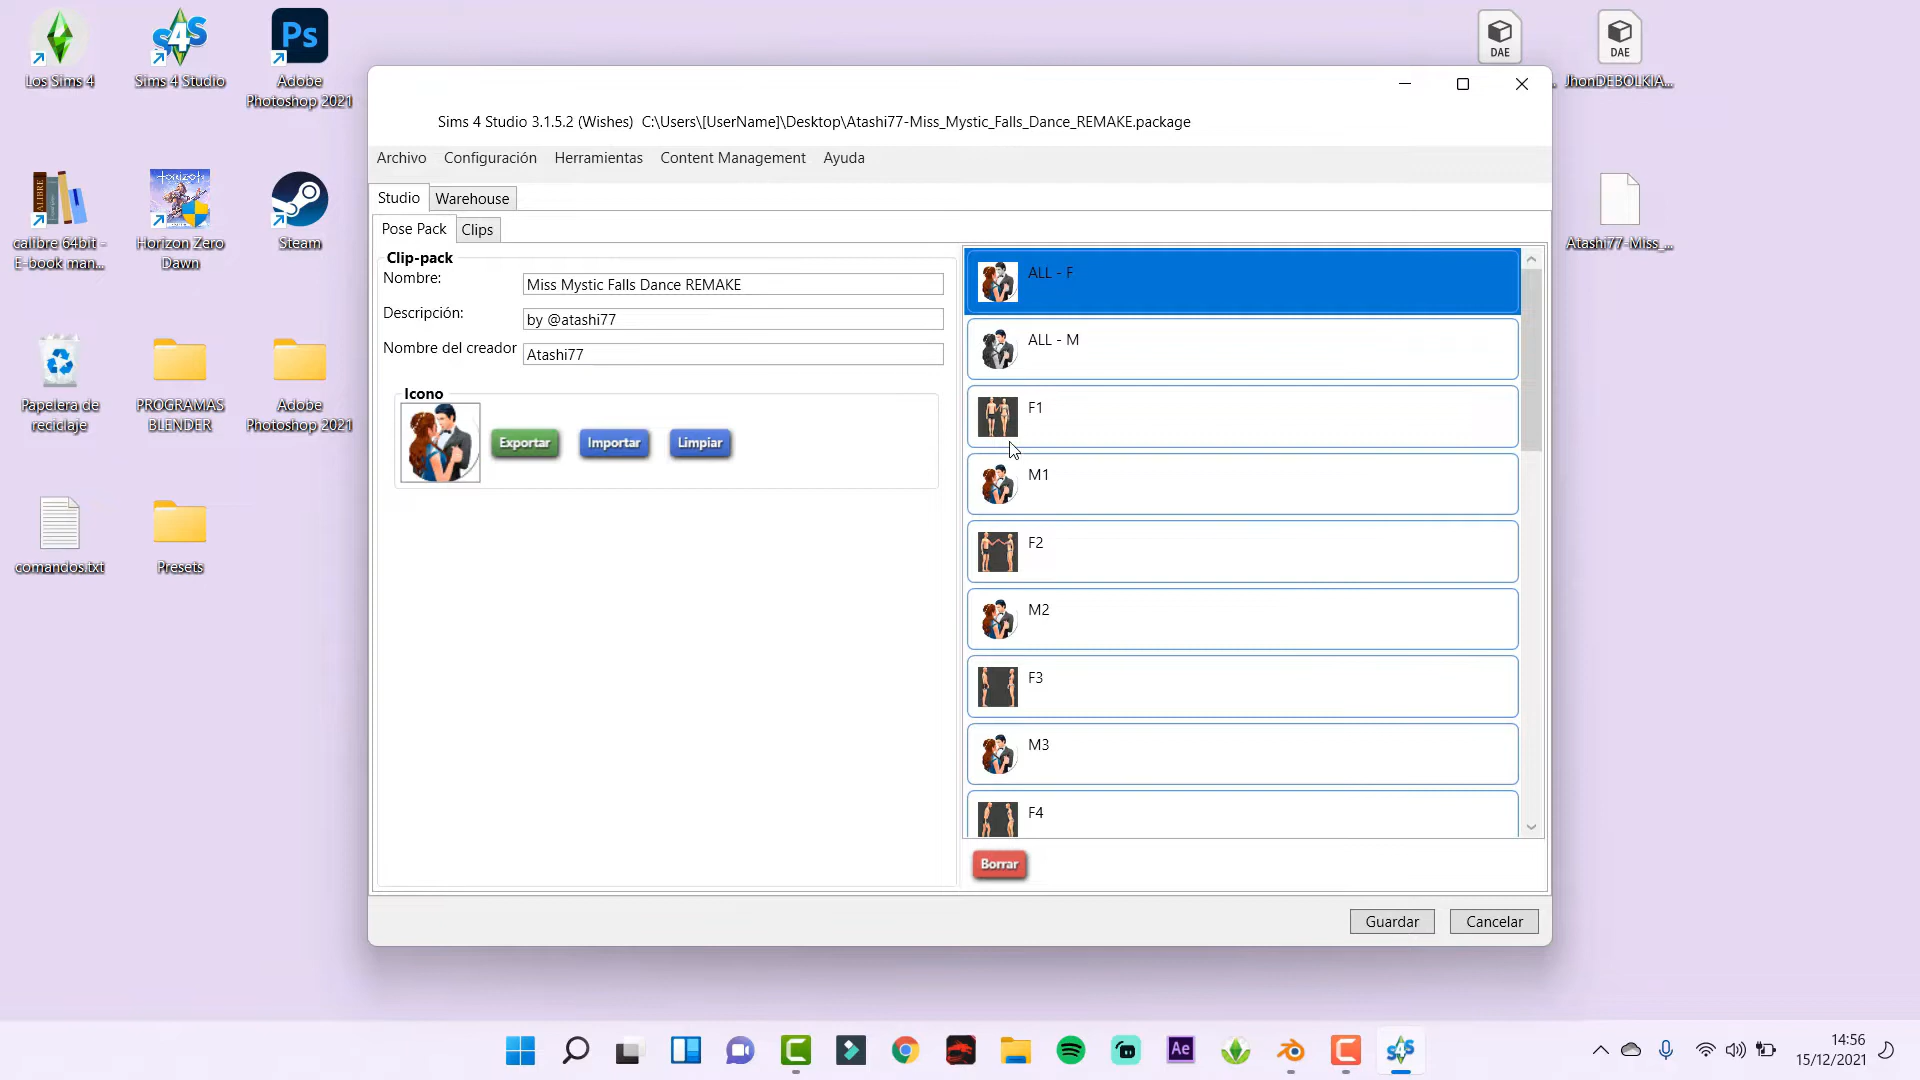 Los Sims 4
Sims 4 Studio
Ps
Adobe
Photoshop 2021
DAE
DAE
JhonDEBOLKIA...
Sims 4 Studio 3.1.5.2 (Wishes)  C:\Users\[UserName]\Desktop\Atashi77-Miss_Mystic_Falls_Dance_REMAKE.package
Archivo
Configuración
Herramientas
Content Management
Ayuda
Studio
Warehouse
Pose Pack
Clips
Clip-pack
Nombre:
Miss Mystic Falls Dance REMAKE
Descripción:
by @atashi77
Nombre del creador
Atashi77
Icono
Exportar
Importar
Limpiar
ALL - F
ALL - M
F1
M1
F2
M2
F3
M3
F4
Borrar
Guardar
Cancelar
calibre 64bit -
E-book man...
Horizon Zero
Dawn
Steam
Atashi77-Miss_...
Papelera de
reciclaje
PROGRAMAS
BLENDER
Adobe
Photoshop 2021
comandos.txt
Presets
Ae
14:56
15/12/2021